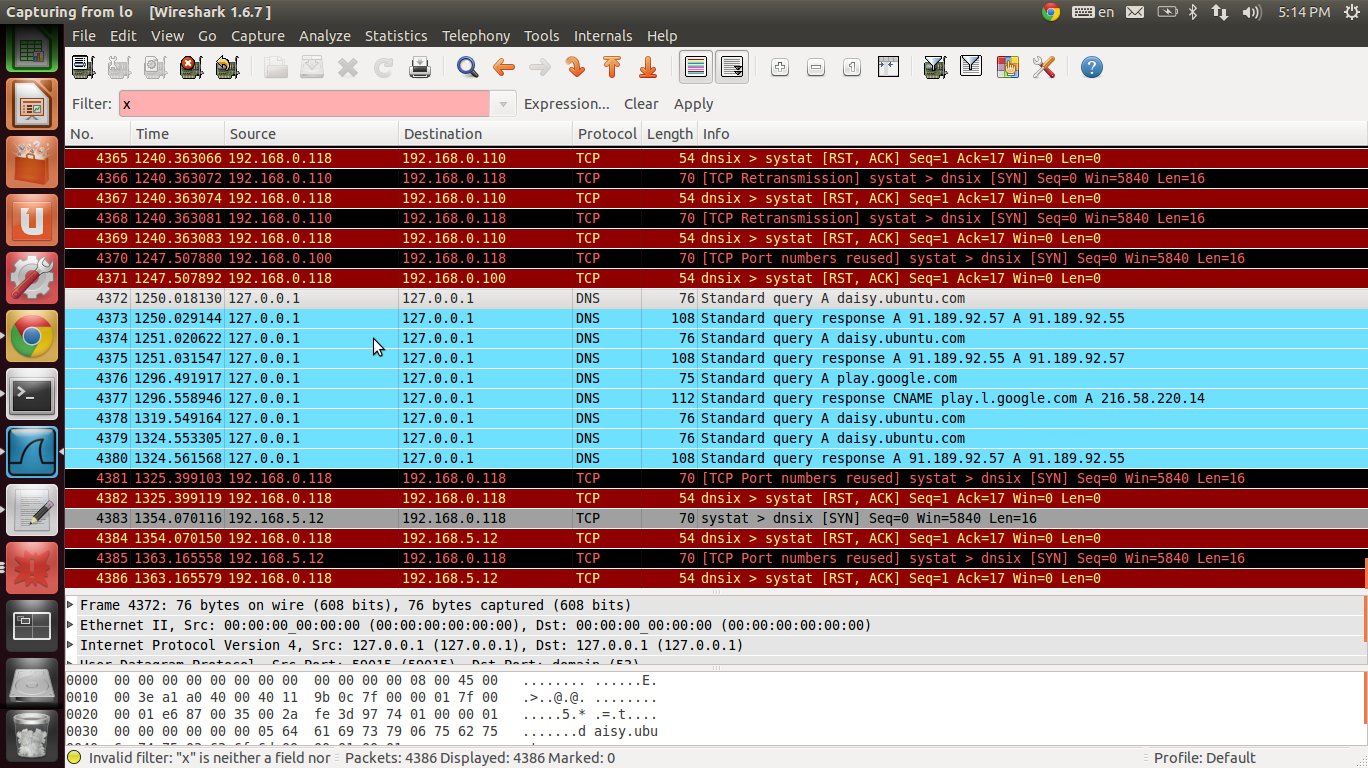 Capturing from lo [Wireshark 1.6.7 ] en 5:14 PM
File Edit View Go Capture Analyze Statistics Telephony Tools Internals Help
Filter: x Expression... Clear Apply
No. Time Source Destination Protocol Length Info
4365 1240.363066 192.168.0.118 192.168.0.110 TCP 54 dnsix > systat [RST, ACK] Seq=1 Ack=17 Win=0 Len=0
4366 1240.363072 192.168.0.110 192.168.0.118 TCP 70 [TCP Retransmission] systat > dnsix [SYN] Seq=0 Win=5840 Len=16
4367 1240.363074 192.168.0.118 192.168.0.110 TCP 54 dnsix > systat [RST, ACK] Seq=1 Ack=17 Win=0 Len=0
4368 1240.363081 192.168.0.110 192.168.0.118 TCP 70 [TCP Retransmission] systat > dnsix [SYN] Seq=0 Win=5840 Len=16
4369 1240.363083 192.168.0.118 192.168.0.110 TCP 54 dnsix > systat [RST, ACK] Seq=1 Ack=17 Win=0 Len=0
4370 1247.507880 192.168.0.100 192.168.0.118 TCP 70 [TCP Port numbers reused] systat > dnsix [SYN] Seq=0 Win=5840 Len=16
4371 1247.507892 192.168.0.118 192.168.0.100 TCP 54 dnsix > systat [RST, ACK] Seq=1 Ack=17 Win=0 Len=0
4372 1250.018130 127.0.0.1 127.0.0.1 DNS 76 Standard query A daisy.ubuntu.com
4373 1250.029144 127.0.0.1 127.0.0.1 DNS 108 Standard query response A 91.189.92.57 A 91.189.92.55
4374 1251.020622 127.0.0.1 127.0.0.1 DNS 76 Standard query A daisy.ubuntu.com
4375 1251.031547 127.0.0.1 127.0.0.1 DNS 108 Standard query response A 91.189.92.55 A 91.189.92.57
4376 1296.491917 127.0.0.1 127.0.0.1 DNS 75 Standard query A play.google.com
4377 1296.558946 127.0.0.1 127.0.0.1 DNS 112 Standard query response CNAME play.l.google.com A 216.58.220.14
4378 1319.549164 127.0.0.1 127.0.0.1 DNS 76 Standard query A daisy.ubuntu.com
4379 1324.553305 127.0.0.1 127.0.0.1 DNS 76 Standard query A daisy.ubuntu.com
4380 1324.561568 127.0.0.1 127.0.0.1 DNS 108 Standard query response A 91.189.92.57 A 91.189.92.55
4381 1325.399103 192.168.0.118 192.168.0.118 TCP 70 [TCP Port numbers reused] systat > dnsix [SYN] Seq=0 Win=5840 Len=16
4382 1325.399119 192.168.0.118 192.168.0.118 TCP 54 dnsix > systat [RST, ACK] Seq=1 Ack=17 Win=0 Len=0
4383 1354.070116 192.168.5.12 192.168.0.118 TCP 70 systat > dnsix [SYN] Seq=0 Win=5840 Len=16
4384 1354.070150 192.168.0.118 192.168.5.12 TCP 54 dnsix > systat [RST, ACK] Seq=1 Ack=17 Win=0 Len=0
4385 1363.165558 192.168.5.12 192.168.0.118 TCP 70 [TCP Port numbers reused] systat > dnsix [SYN] Seq=0 Win=5840 Len=16
4386 1363.165579 192.168.0.118 192.168.5.12 TCP 54 dnsix > systat [RST, ACK] Seq=1 Ack=17 Win=0 Len=0
Frame 4372: 76 bytes on wire (608 bits), 76 bytes captured (608 bits)
Ethernet II, Src: 00:00:00_00:00:00 (00:00:00:00:00:00), Dst: 00:00:00_00:00:00 (00:00:00:00:00:00)
Internet Protocol Version 4, Src: 127.0.0.1 (127.0.0.1), Dst: 127.0.0.1 (127.0.0.1)
User Datagram Protocol, Src Port: 59015 (59015), Dst Port: domain (53)
0000 00 00 00 00 00 00 00 00 00 00 00 00 08 00 45 00 ........ ......E.
0010 00 3e a1 a0 40 00 40 11 9b 0c 7f 00 00 01 7f 00 .>..@.@. ........
0020 00 01 e6 87 00 35 00 2a fe 3d 97 74 01 00 00 01 .....5.* .=.t....
0030 00 00 00 00 00 00 05 64 61 69 73 79 06 75 62 75 .......d aisy.ubu
Invalid filter: "x" is neither a field nor Packets: 4386 Displayed: 4386 Marked: 0 Profile: Default